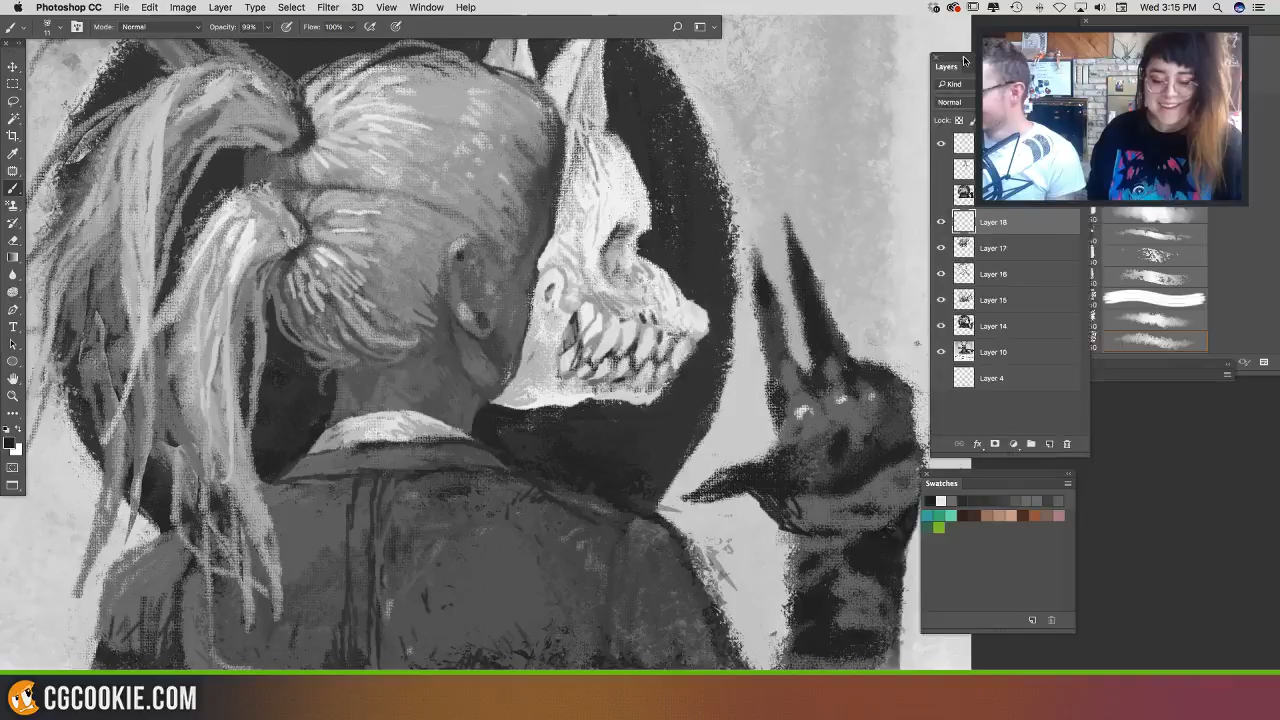 Photoshop CC File Edit Image Layer Type Select Filter 3D View Window Help Wed 3:15 PM
11 Mode: Normal Opacity: 99% Flow: 100%
Layers
Kind
Normal
Lock:
Layer 18
Layer 17
Layer 16
Layer 15
Layer 14
Layer 10
Layer 4
Swatches
CGCOOKIE.COM